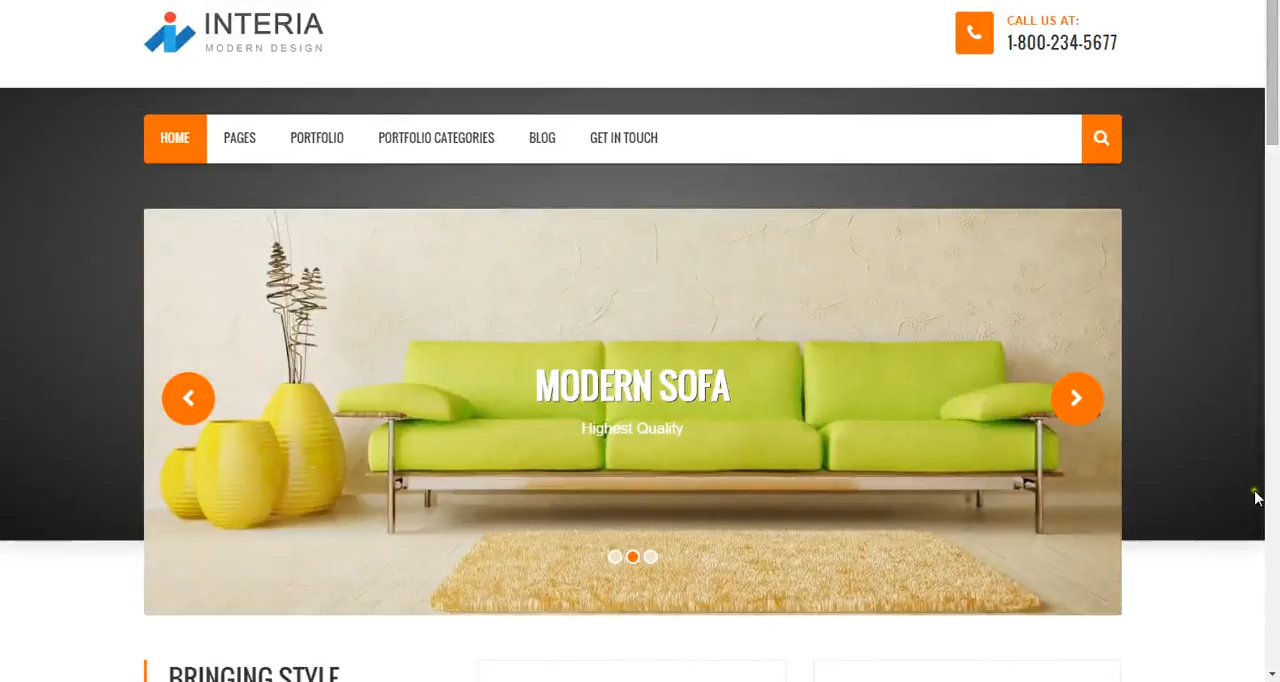 INTERIA
MODERN DESIGN
CALL US AT:
1-800-234-5677
HOME PAGES PORTFOLIO PORTFOLIO CATEGORIES BLOG GET IN TOUCH
MODERN SOFA
Highest Quality
BRINGING STYLE